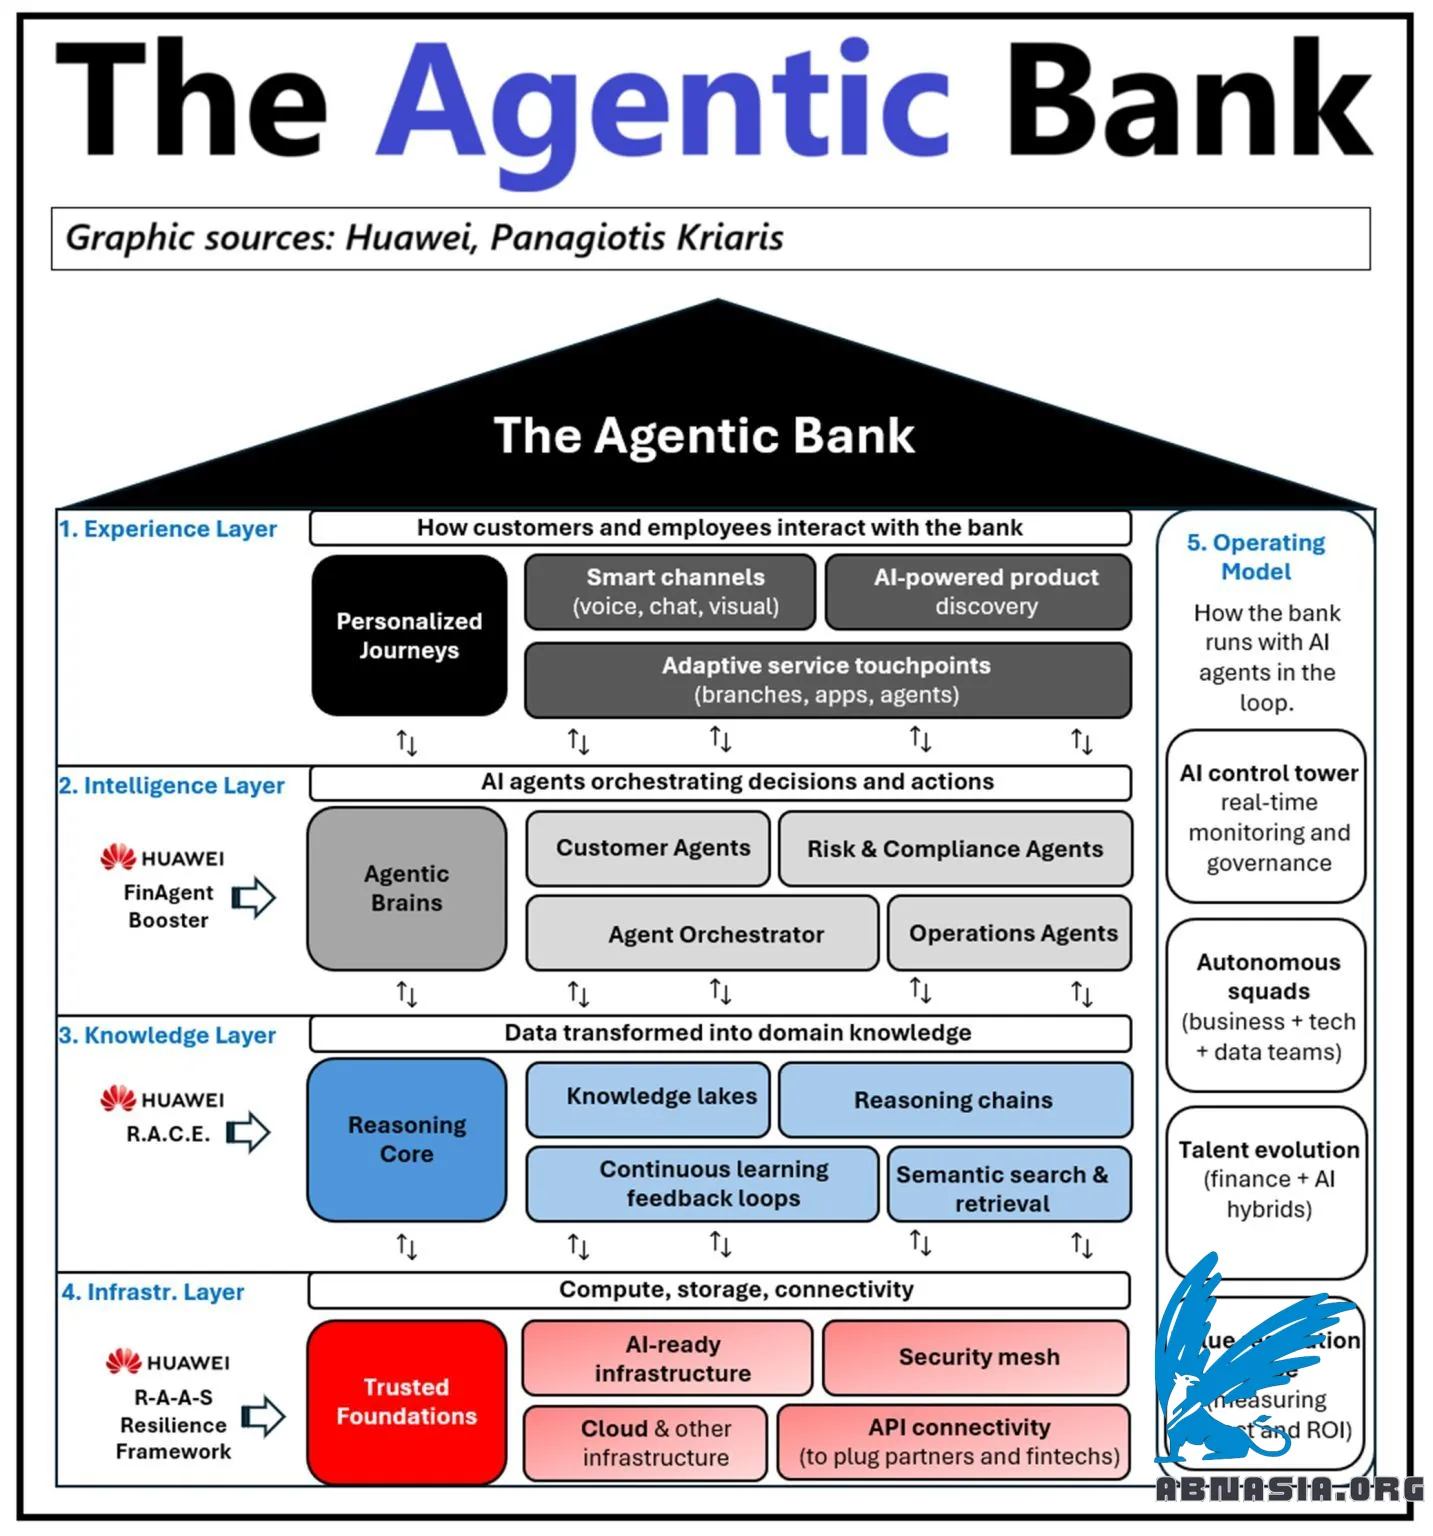 The Agentic Bank
Graphic sources: Huawei, Panagiotis Kriaris
The Agentic Bank
1. Experience Layer
How customers and employees interact with the bank
Personalized
Journeys
Smart channels
(voice, chat, visual)
AI-powered product
discovery
Adaptive service touchpoints
(branches, apps, agents)
2. Intelligence Layer
AI agents orchestrating decisions and actions
HUAWEI
FinAgent
Booster
Agentic
Brains
Customer Agents
Risk & Compliance Agents
Agent Orchestrator
Operations Agents
3. Knowledge Layer
Data transformed into domain knowledge
HUAWEI
R.A.C.E.
Reasoning
Core
Knowledge lakes
Reasoning chains
Continuous learning
feedback loops
Semantic search &
retrieval
4. Infrastr. Layer
Compute, storage, connectivity
HUAWEI
R-A-A-S
Resilience
Framework
Trusted
Foundations
AI-ready
infrastructure
Security mesh
Cloud & other
infrastructure
API connectivity
(to plug partners and fintechs)
5. Operating
Model
How the bank
runs with AI
agents in the
loop.
AI control tower
real-time
monitoring and
governance
Autonomous
squads
(business + tech
+ data teams)
Talent evolution
(finance + AI
hybrids)
(measuring
and ROI)
ABNASIA.ORG